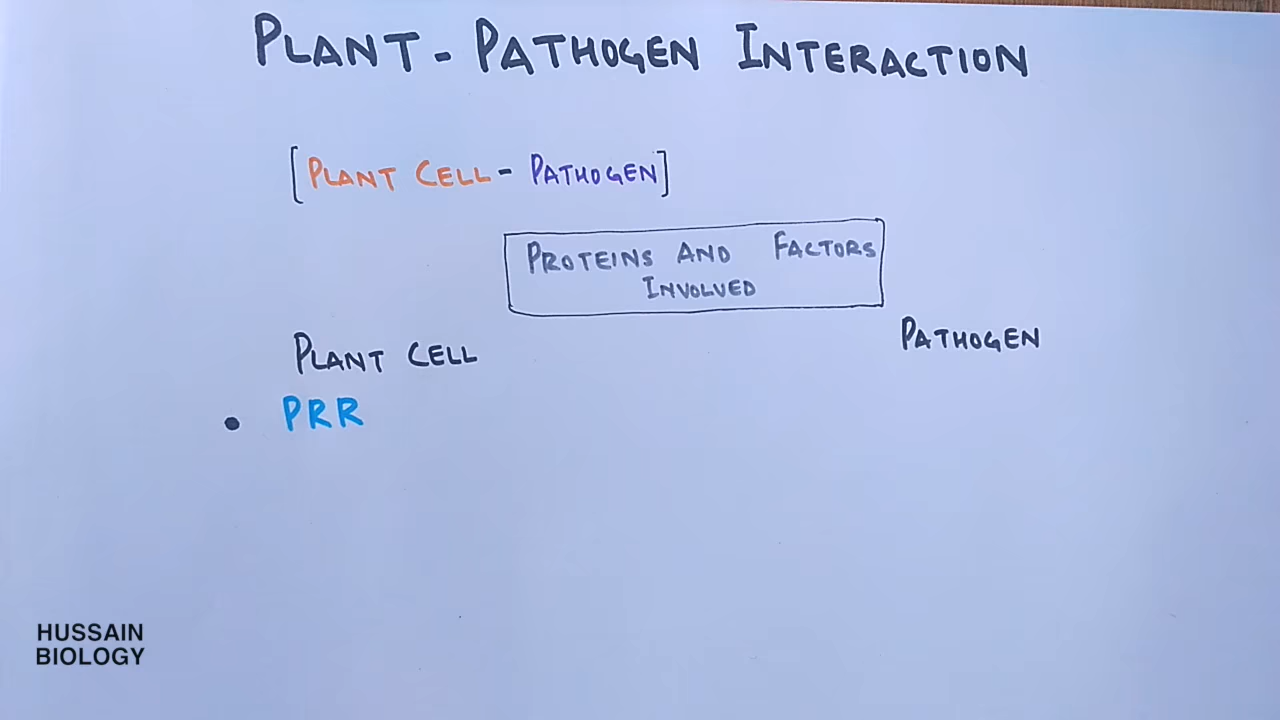 PLANT - PATHOGEN INTERACTION
[PLANT CELL - PATHOGEN]
PROTEINS AND FACTORS
INVOLVED
PLANT CELL
PATHOGEN
• PRR
HUSSAIN
BIOLOGY